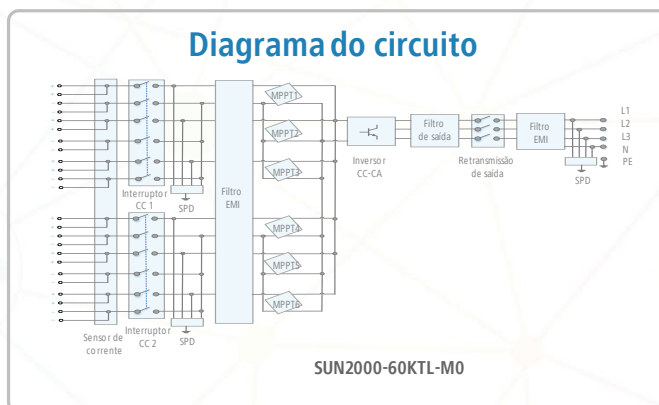 Diagrama do circuito
MPPT1
MPPT2
MPPT3
MPPT4
MPPT5
MPPT6
Interruptor
CC 1
SPD
Filtro
EMI
Inversor
CC-CA
Filtro
de saída
Retransmissão
de saída
Filtro
EMI
L1
L2
L3
N
PE
SPD
Sensor de
corrente
Interruptor
CC 2
SPD
SUN2000-60KTL-M0